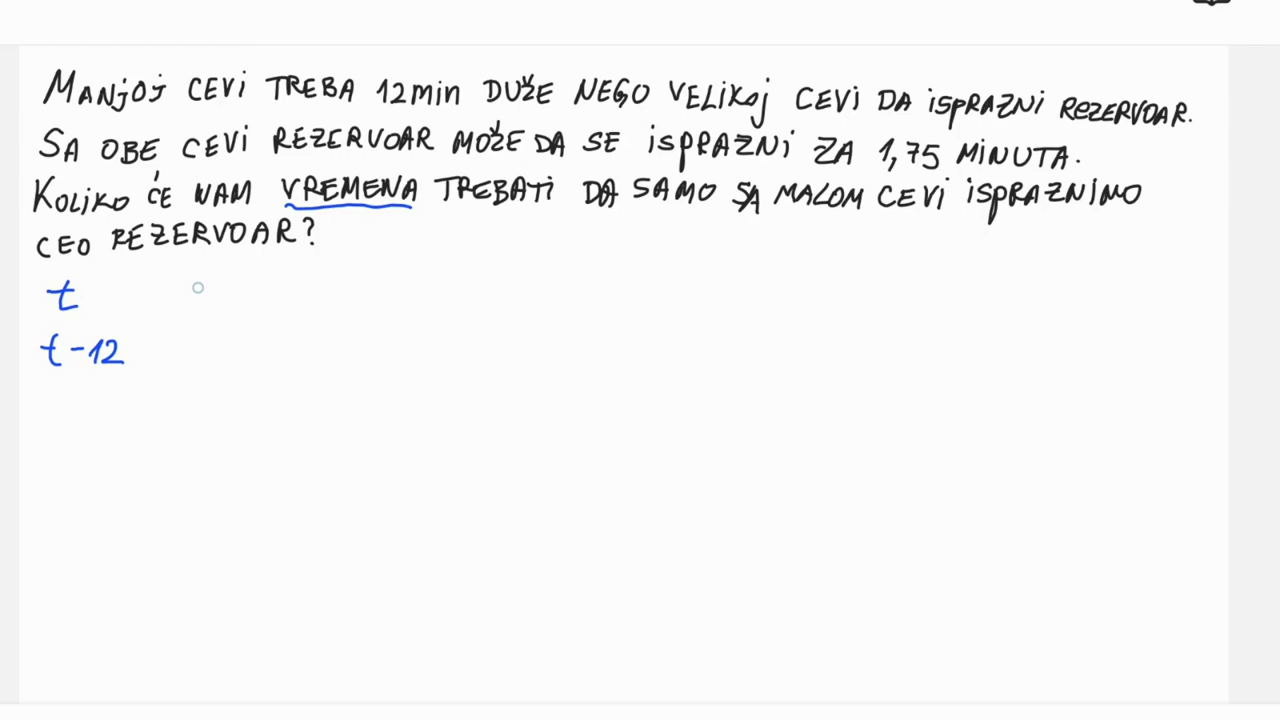 MANJOJ CEVI TREBA 12min DUŽE NEGO VELIKOJ CEVI DA ISPRAZNI REZERVOAR.
SA OBE CEVI REZERVOAR MOŽE DA SE ISPRAZNI ZA 1,75 MINUTA.
KOLIKO ĆE NAM VREMENA TREBATI DA SAMO SA MALOM CEVI ISPRAZNIMO
CEO REZERVOAR?
t
t-12